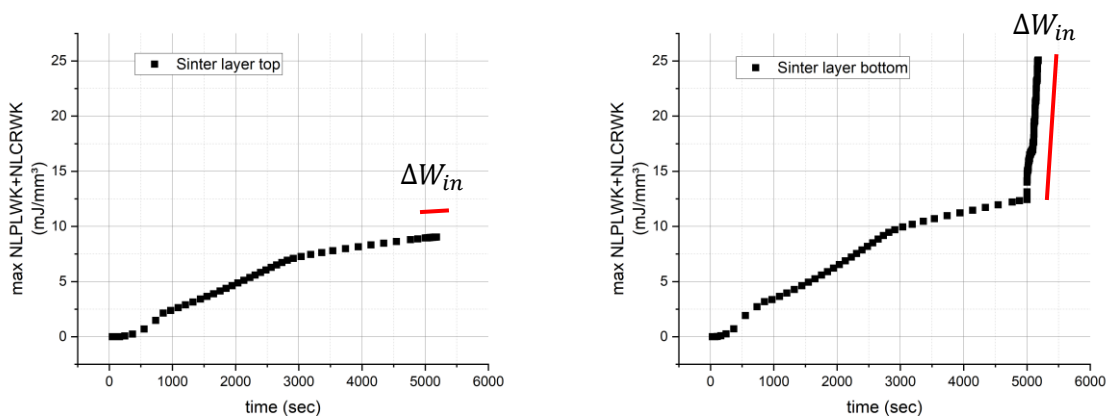 Sinter layer top
ΔW_in
max NLPLWK+NLCRWK
(mJ/mm³)
25
20
15
10
5
0
0 1000 2000 3000 4000 5000 6000
time (sec)
ΔW_in
Sinter layer bottom
max NLPLWK+NLCRWK
(mJ/mm³)
25
20
15
10
5
0
0 1000 2000 3000 4000 5000 6000
time (sec)